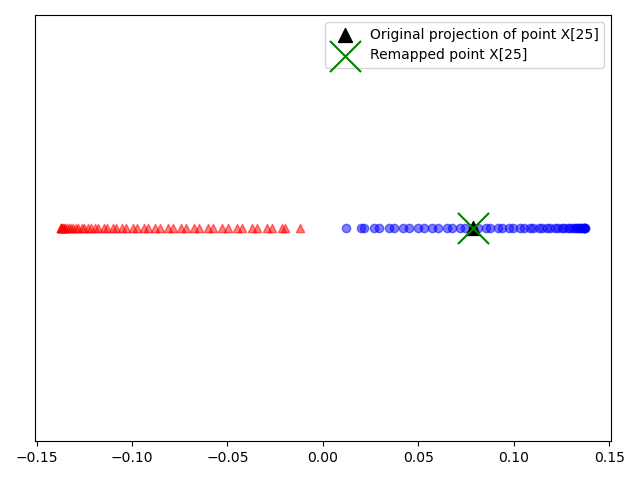 Original projection of point X[25]
Remapped point X[25]
−0.15 −0.10 −0.05 0.00 0.05 0.10 0.15